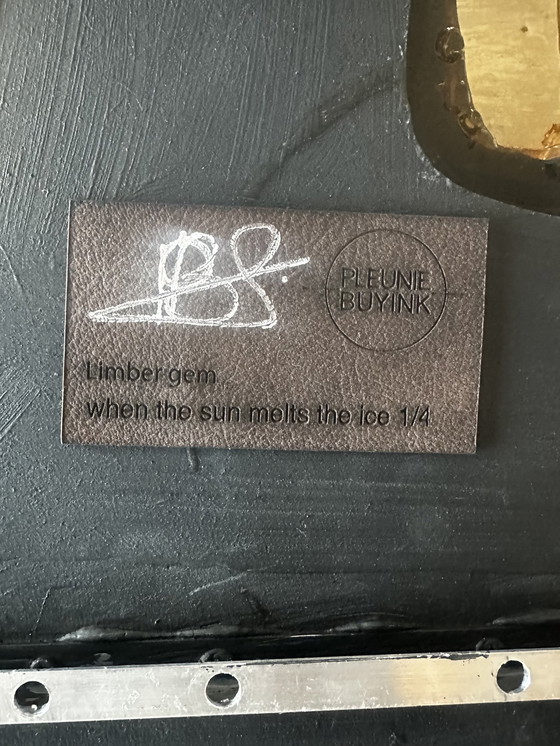 PLEUNIE
BUYINK
Limber gem
when the sun melts the ice 1/4